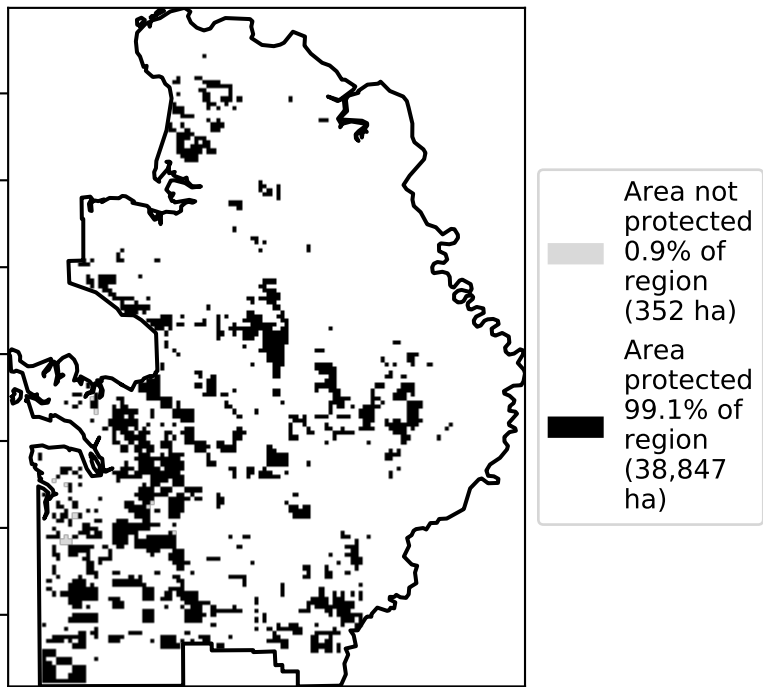 Area not
protected
0.9% of
region
(352 ha)
Area
protected
99.1% of
region
(38,847
ha)